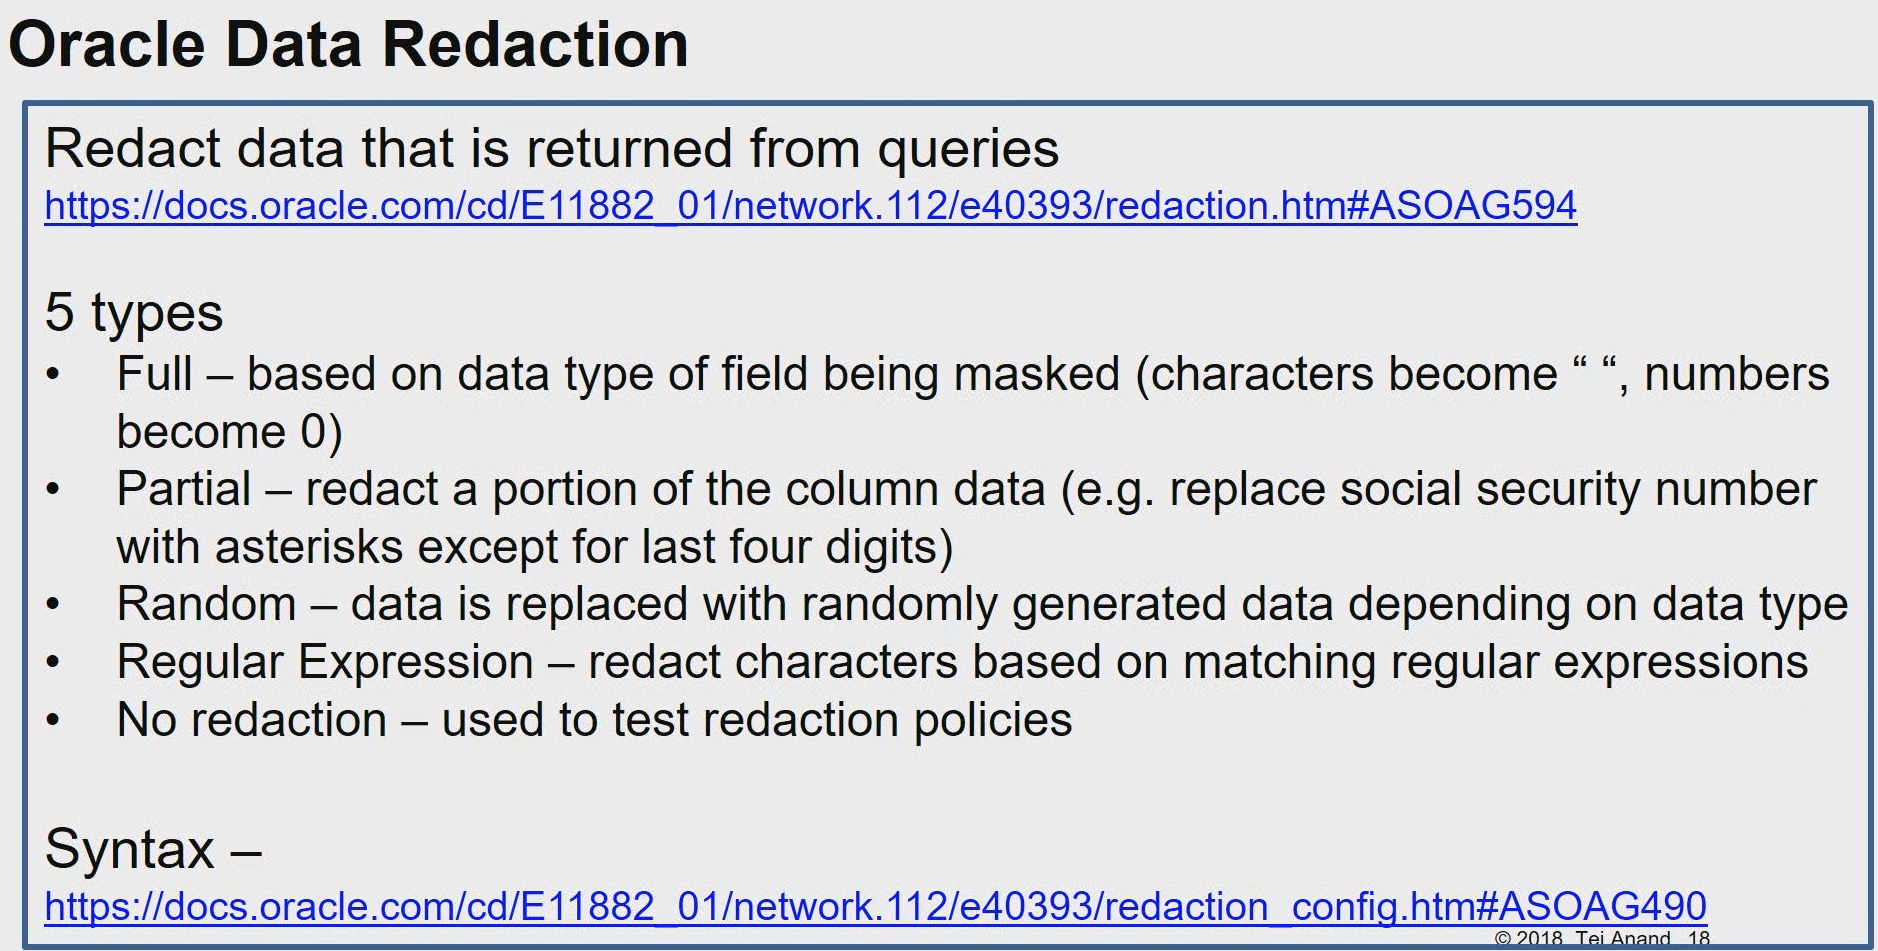 Oracle Data Redaction
Redact data that is returned from queries
https://docs.oracle.com/cd/E11882_01/network.112/e40393/redaction.htm#ASOAG594
5 types
• Full – based on data type of field being masked (characters become “ “, numbers
become 0)
• Partial – redact a portion of the column data (e.g. replace social security number
with asterisks except for last four digits)
• Random – data is replaced with randomly generated data depending on data type
• Regular Expression – redact characters based on matching regular expressions
• No redaction – used to test redaction policies
Syntax –
https://docs.oracle.com/cd/E11882_01/network.112/e40393/redaction_config.htm#ASOAG490
© 2018 Tej Anand 18